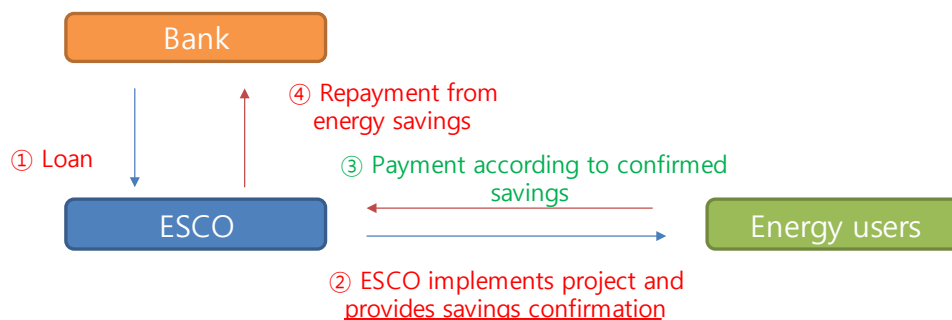 Bank
④ Repayment from
energy savings
① Loan
③ Payment according to confirmed
savings
ESCO
Energy users
② ESCO implements project and
provides savings confirmation